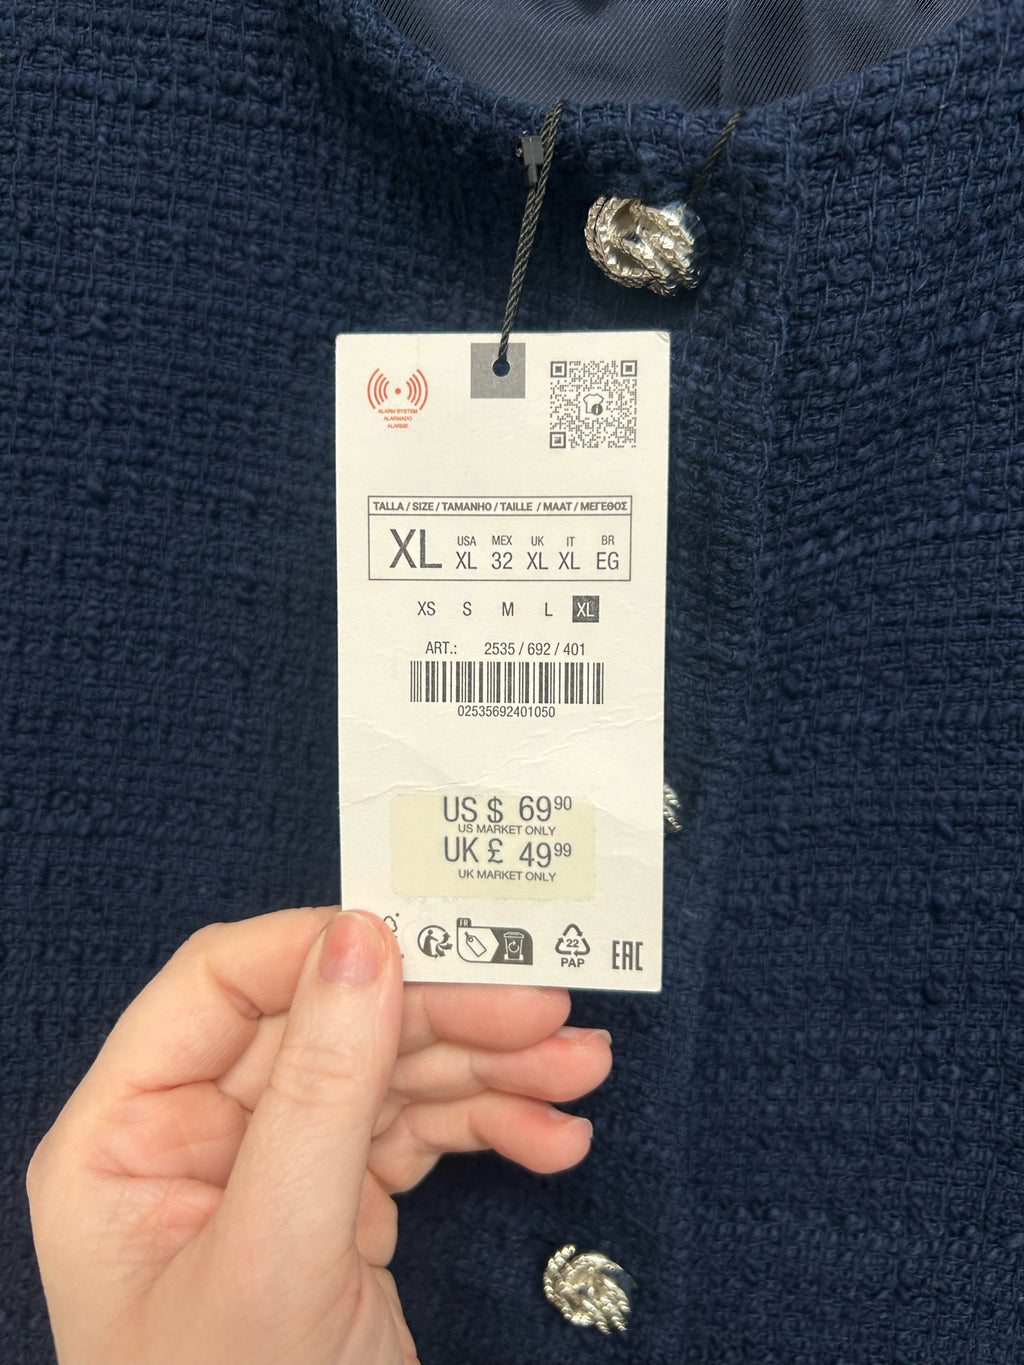 ALARM SYSTEM
ALARMADO
ALARME
TALLA / SIZE / TAMANHO / TAILLE / MAAT / ΜΕΓΕΘΟΣ
XL USA XL MEX 32 UK XL IT XL BR EG
XS S M L XL
ART.: 2535 / 692 / 401
02535692401050
US $ 69 90
US MARKET ONLY
UK £ 49 99
UK MARKET ONLY
FR
22
PAP
EAC